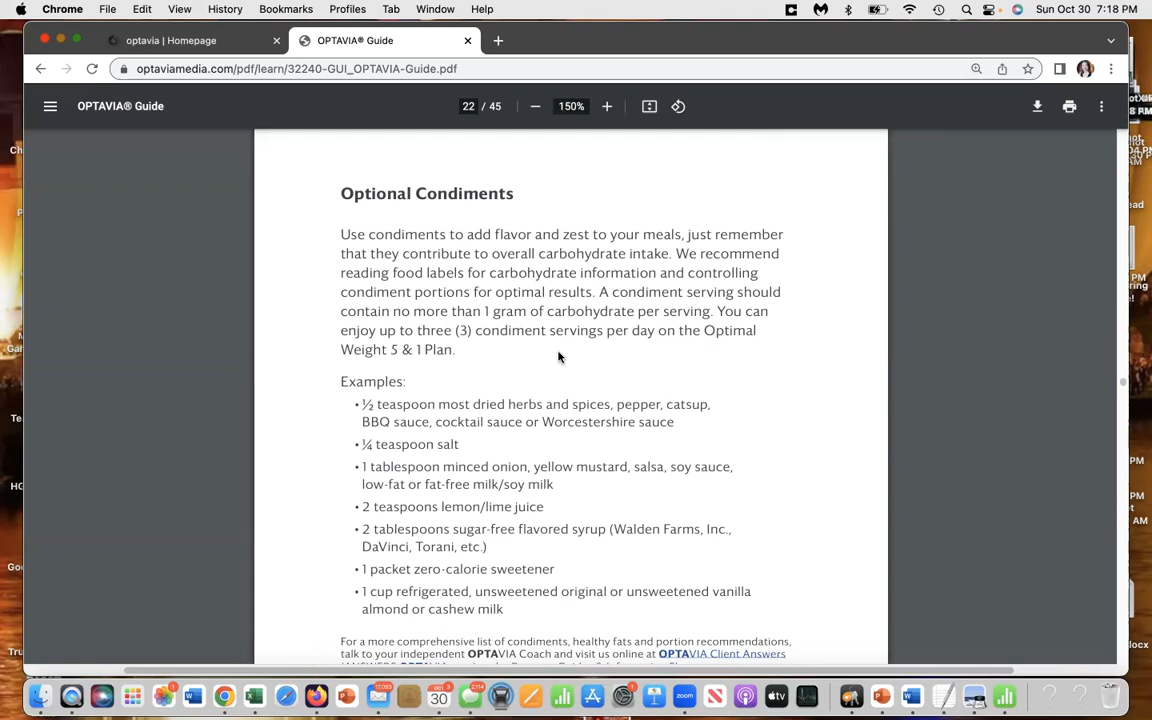 Chrome File Edit View History Bookmarks Profiles Tab Window Help Sun Oct 30 7:18 PM
optavia | Homepage OPTAVIA® Guide
optaviamedia.com/pdf/learn/32240-GUI_OPTAVIA-Guide.pdf
OPTAVIA® Guide 22 / 45 150%
Optional Condiments
Use condiments to add flavor and zest to your meals, just remember
that they contribute to overall carbohydrate intake. We recommend
reading food labels for carbohydrate information and controlling
condiment portions for optimal results. A condiment serving should
contain no more than 1 gram of carbohydrate per serving. You can
enjoy up to three (3) condiment servings per day on the Optimal
Weight 5 & 1 Plan.
Examples:
• ½ teaspoon most dried herbs and spices, pepper, catsup,
BBQ sauce, cocktail sauce or Worcestershire sauce
• ¼ teaspoon salt
• 1 tablespoon minced onion, yellow mustard, salsa, soy sauce,
low-fat or fat-free milk/soy milk
• 2 teaspoons lemon/lime juice
• 2 tablespoons sugar-free flavored syrup (Walden Farms, Inc.,
DaVinci, Torani, etc.)
• 1 packet zero-calorie sweetener
• 1 cup refrigerated, unsweetened original or unsweetened vanilla
almond or cashew milk
For a more comprehensive list of condiments, healthy fats and portion recommendations,
talk to your independent OPTAVIA Coach and visit us online at OPTAVIA Client Answers